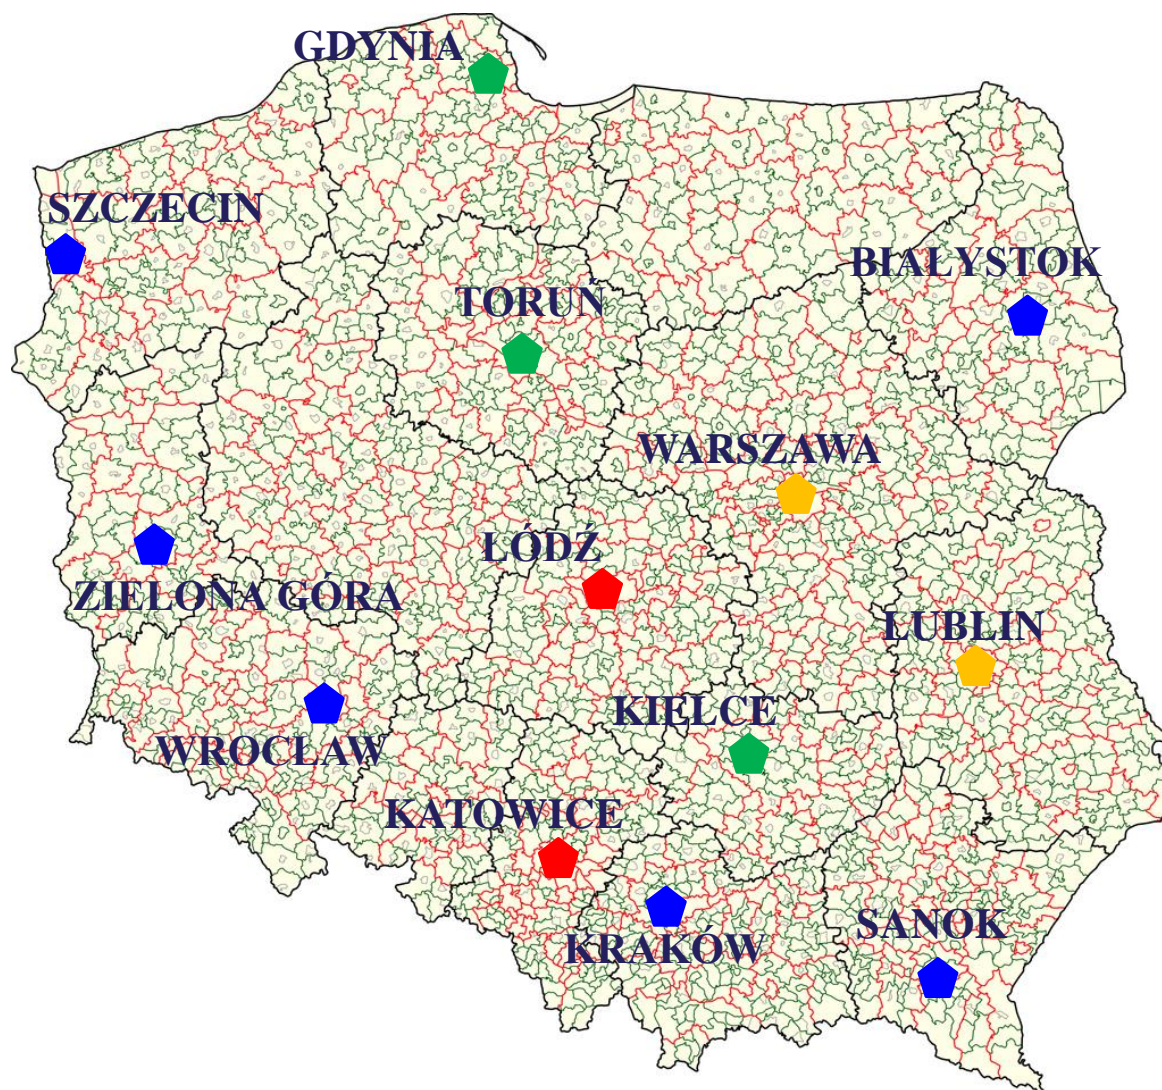 GDYNIA
SZCZECIN
BIAŁYSTOK
TORUŃ
WARSZAWA
ŁÓDŹ
ZIELONA GÓRA
LUBLIN
KIELCE
WROCŁAW
KATOWICE
SANOK
KRAKÓW